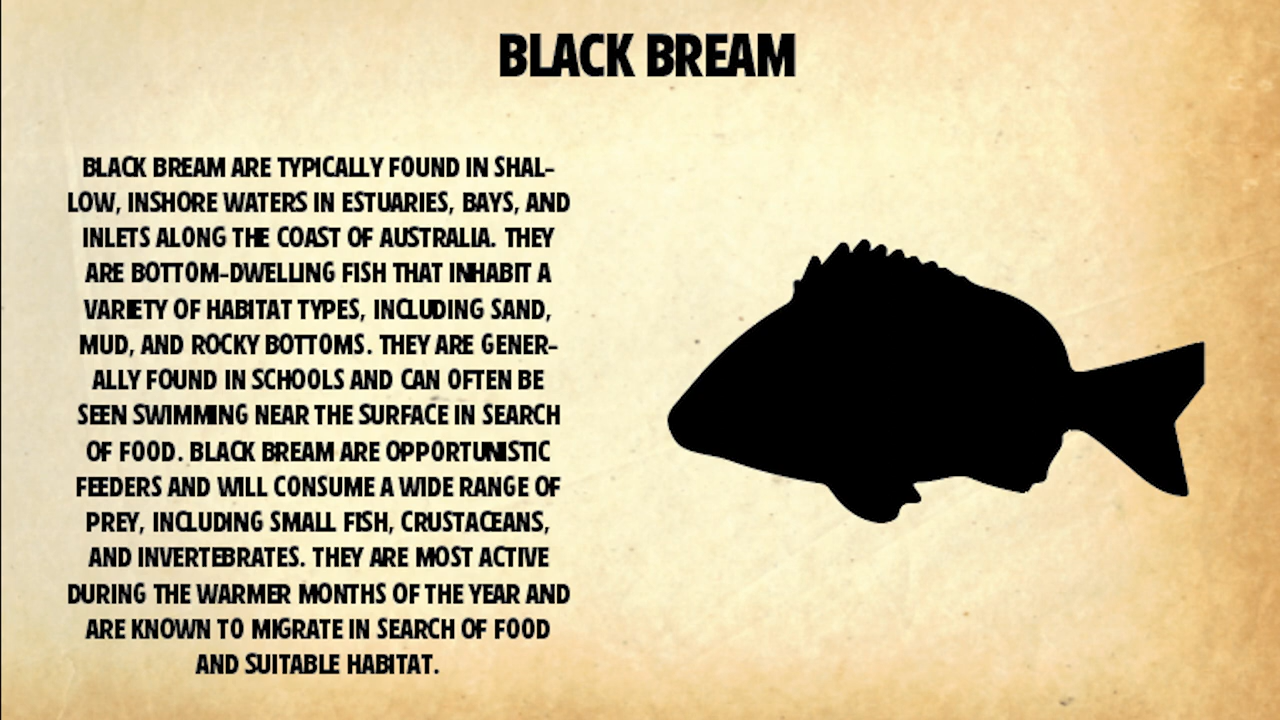 BLACK BREAM
BLACK BREAM ARE TYPICALLY FOUND IN SHAL-
LOW, INSHORE WATERS IN ESTUARIES, BAYS, AND
INLETS ALONG THE COAST OF AUSTRALIA. THEY
ARE BOTTOM-DWELLING FISH THAT INHABIT A
VARIETY OF HABITAT TYPES, INCLUDING SAND,
MUD, AND ROCKY BOTTOMS. THEY ARE GENER-
ALLY FOUND IN SCHOOLS AND CAN OFTEN BE
SEEN SWIMMING NEAR THE SURFACE IN SEARCH
OF FOOD. BLACK BREAM ARE OPPORTUNISTIC
FEEDERS AND WILL CONSUME A WIDE RANGE OF
PREY, INCLUDING SMALL FISH, CRUSTACEANS,
AND INVERTEBRATES. THEY ARE MOST ACTIVE
DURING THE WARMER MONTHS OF THE YEAR AND
ARE KNOWN TO MIGRATE IN SEARCH OF FOOD
AND SUITABLE HABITAT.